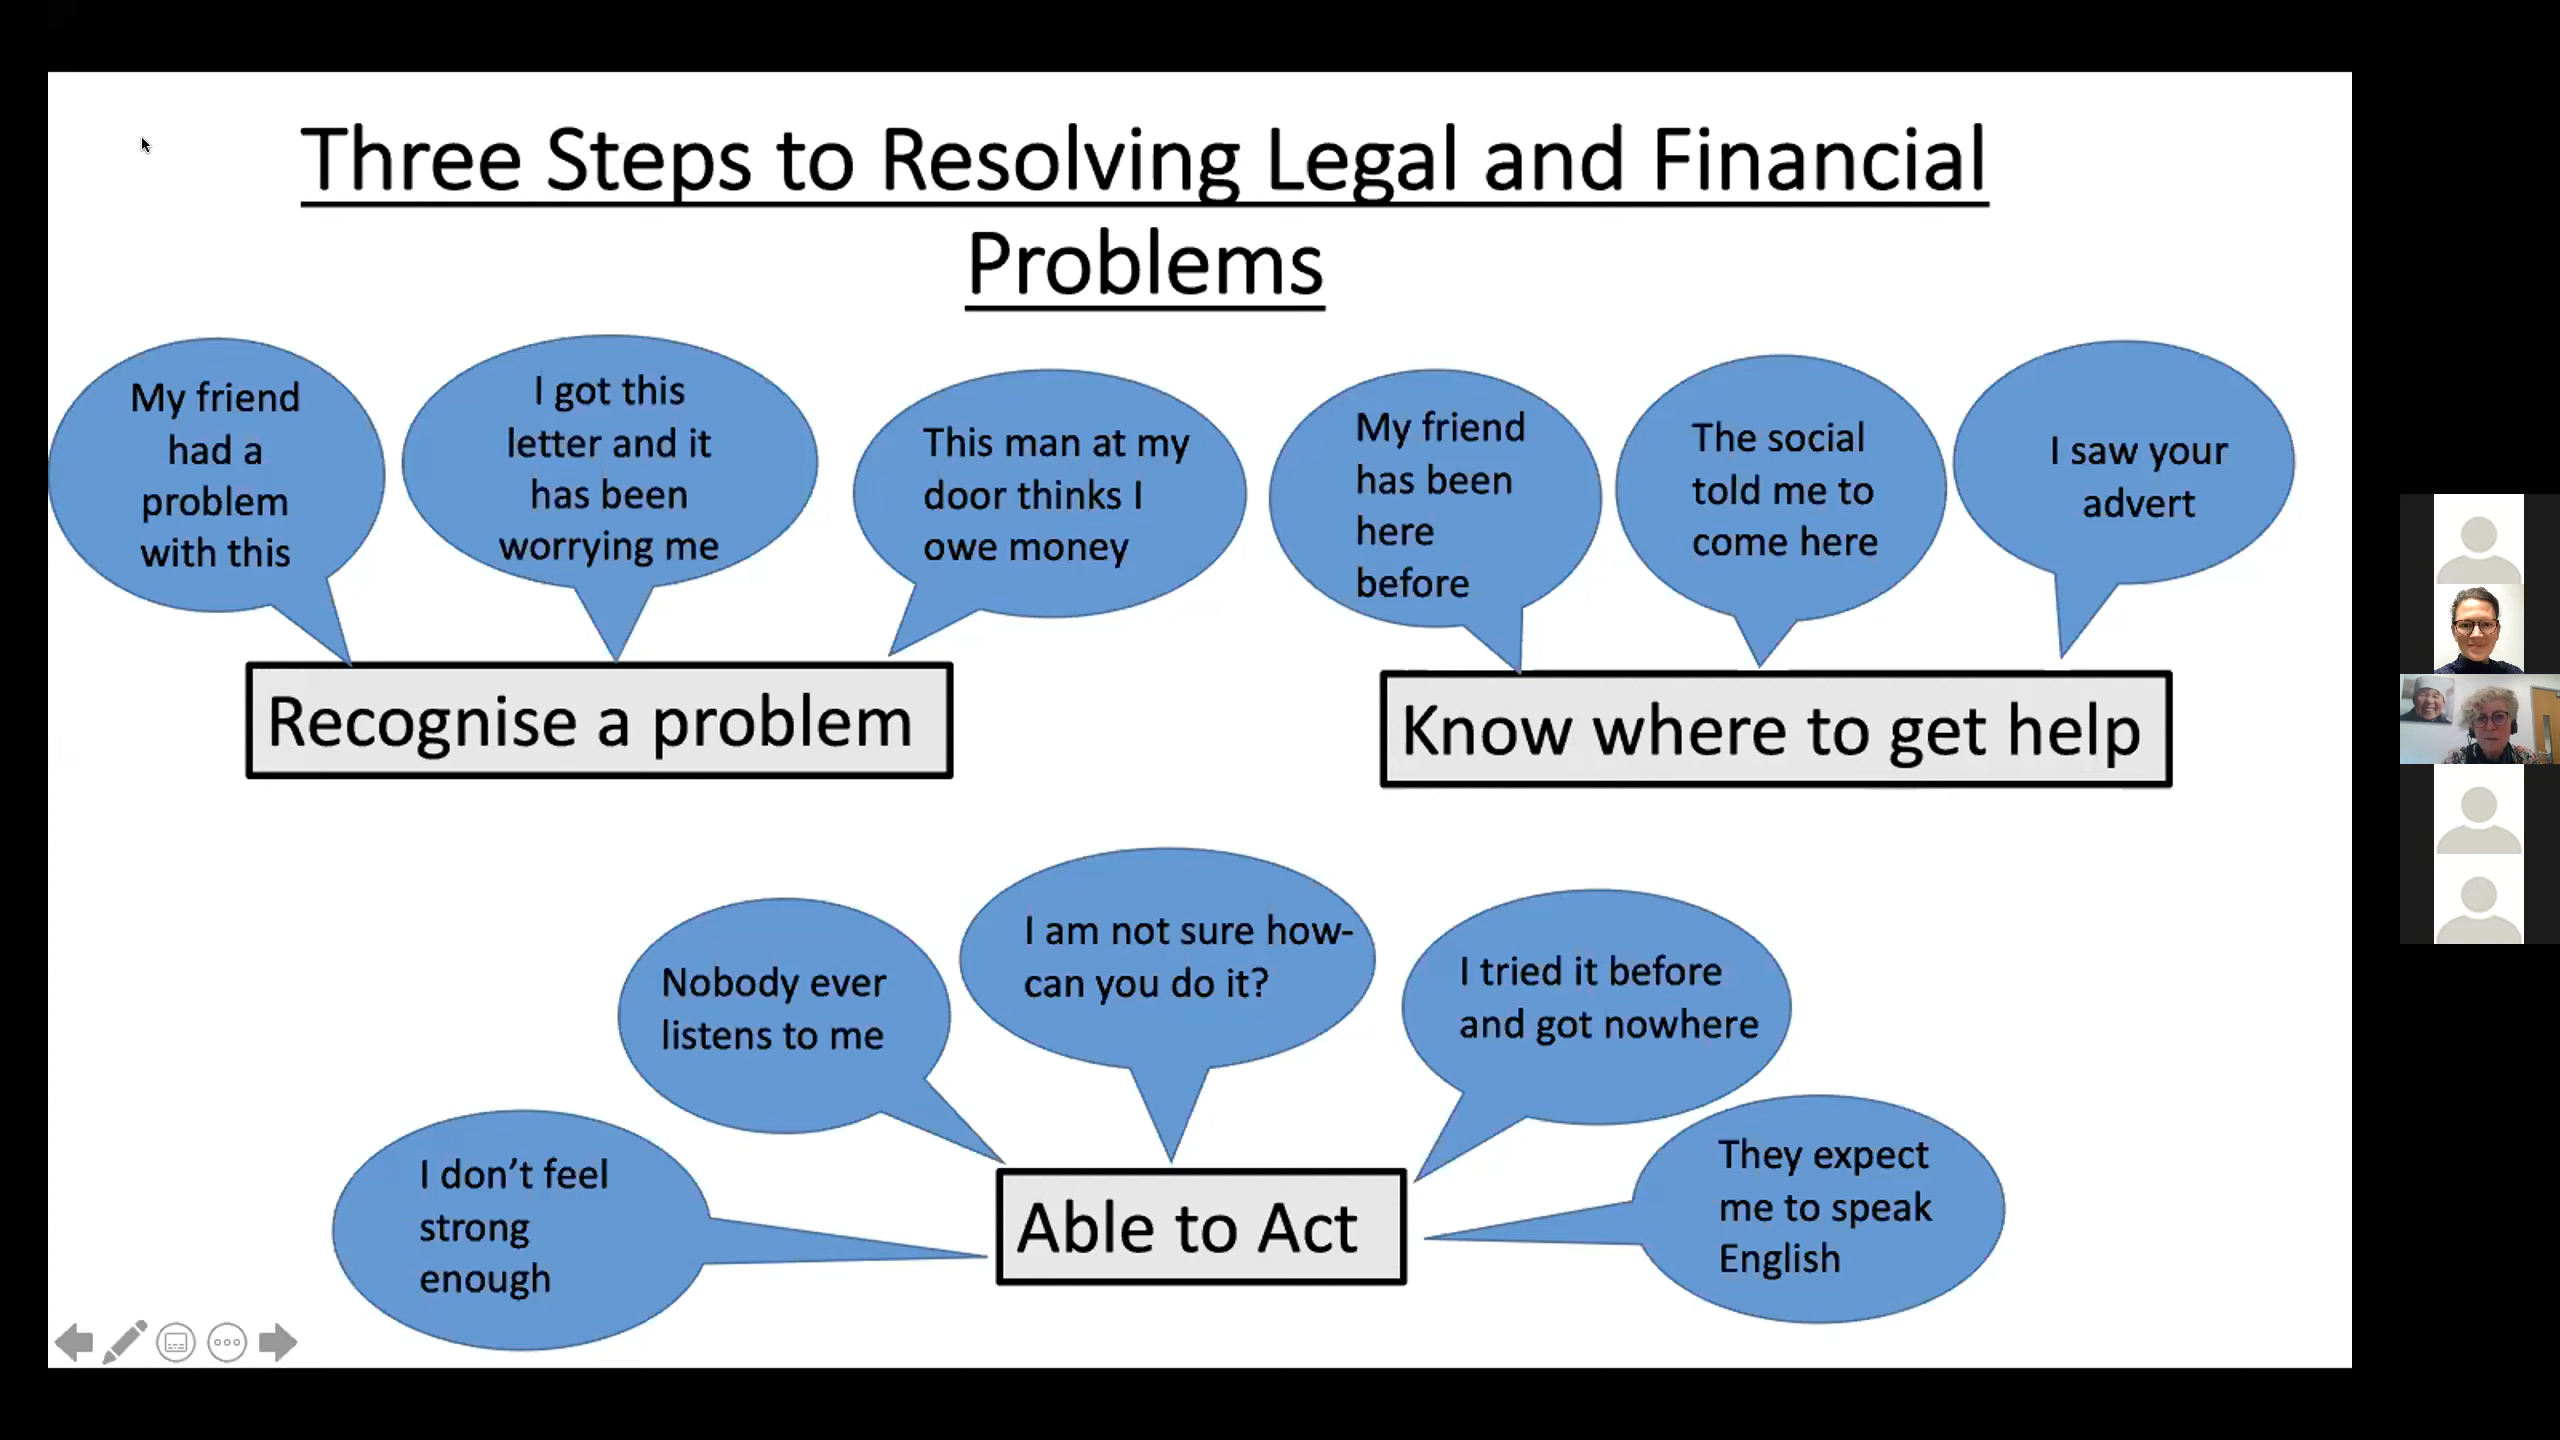 Three Steps to Resolving Legal and Financial
Problems
My friend
had a
problem
with this
I got this
letter and it
has been
worrying me
This man at my
door thinks I
owe money
My friend
has been
here
before
The social
told me to
come here
I saw your
advert
Recognise a problem
Know where to get help
I don’t feel
strong
enough
Nobody ever
listens to me
I am not sure how-
can you do it?
I tried it before
and got nowhere
They expect
me to speak
English
Able to Act